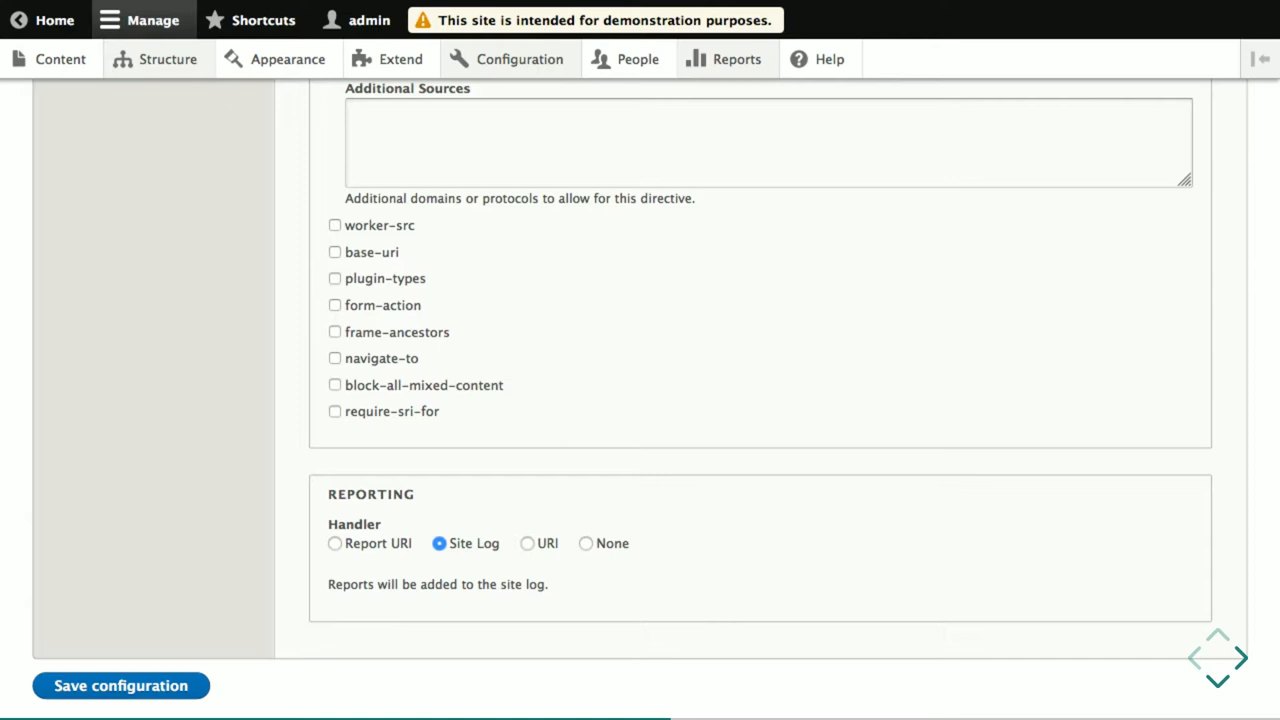 Home Manage Shortcuts admin This site is intended for demonstration purposes.
Content Structure Appearance Extend Configuration People Reports Help
Additional Sources
Additional domains or protocols to allow for this directive.
worker-src
base-uri
plugin-types
form-action
frame-ancestors
navigate-to
block-all-mixed-content
require-sri-for
REPORTING
Handler
Report URI Site Log URI None
Reports will be added to the site log.
Save configuration